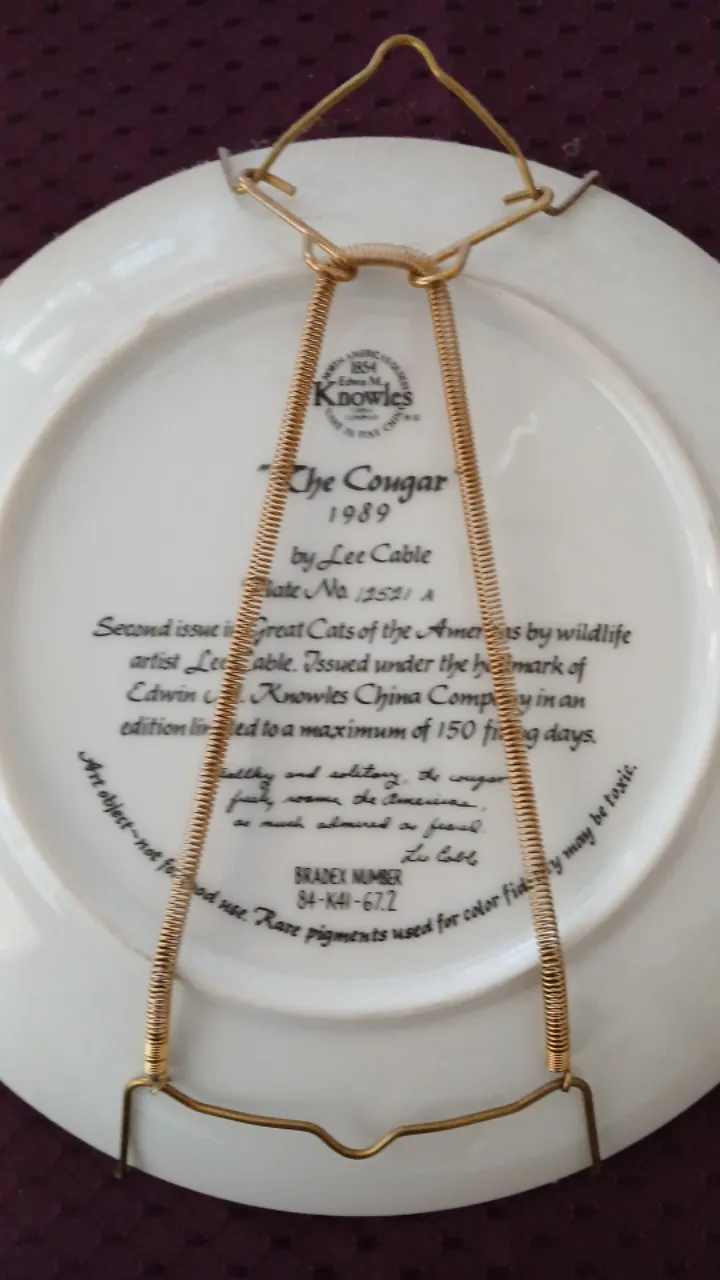 1854
Edwin M.
Knowles
"The Cougar"
1989
by Lee Cable
Plate No. 12521 A
Second issue in Great Cats of the Americas by wildlife
artist Lee Cable. Issued under the hallmark of
Edwin M. Knowles China Company in an
edition limited to a maximum of 150 firing days.
Stealthy and solitary, the cougar
freely roams the Americas,
as much admired as feared.
Lee Cable
BRADEX NUMBER
84-K41-67.2
Art object~not for food use. Rare pigments used for color fidelity may be toxic.